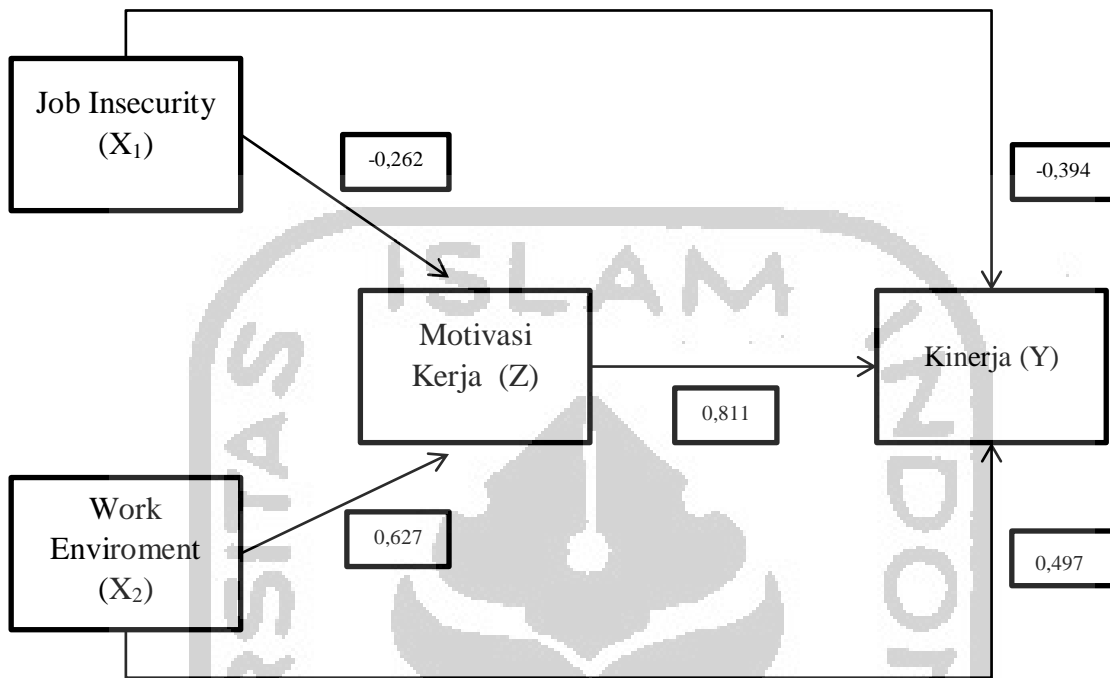 Job Insecurity
(X₁)
-0,262
-0,394
ISLAM
Motivasi
Kerja (Z)
Kinerja (Y)
0,811
Work
Enviroment
(X₂)
0,627
0,497